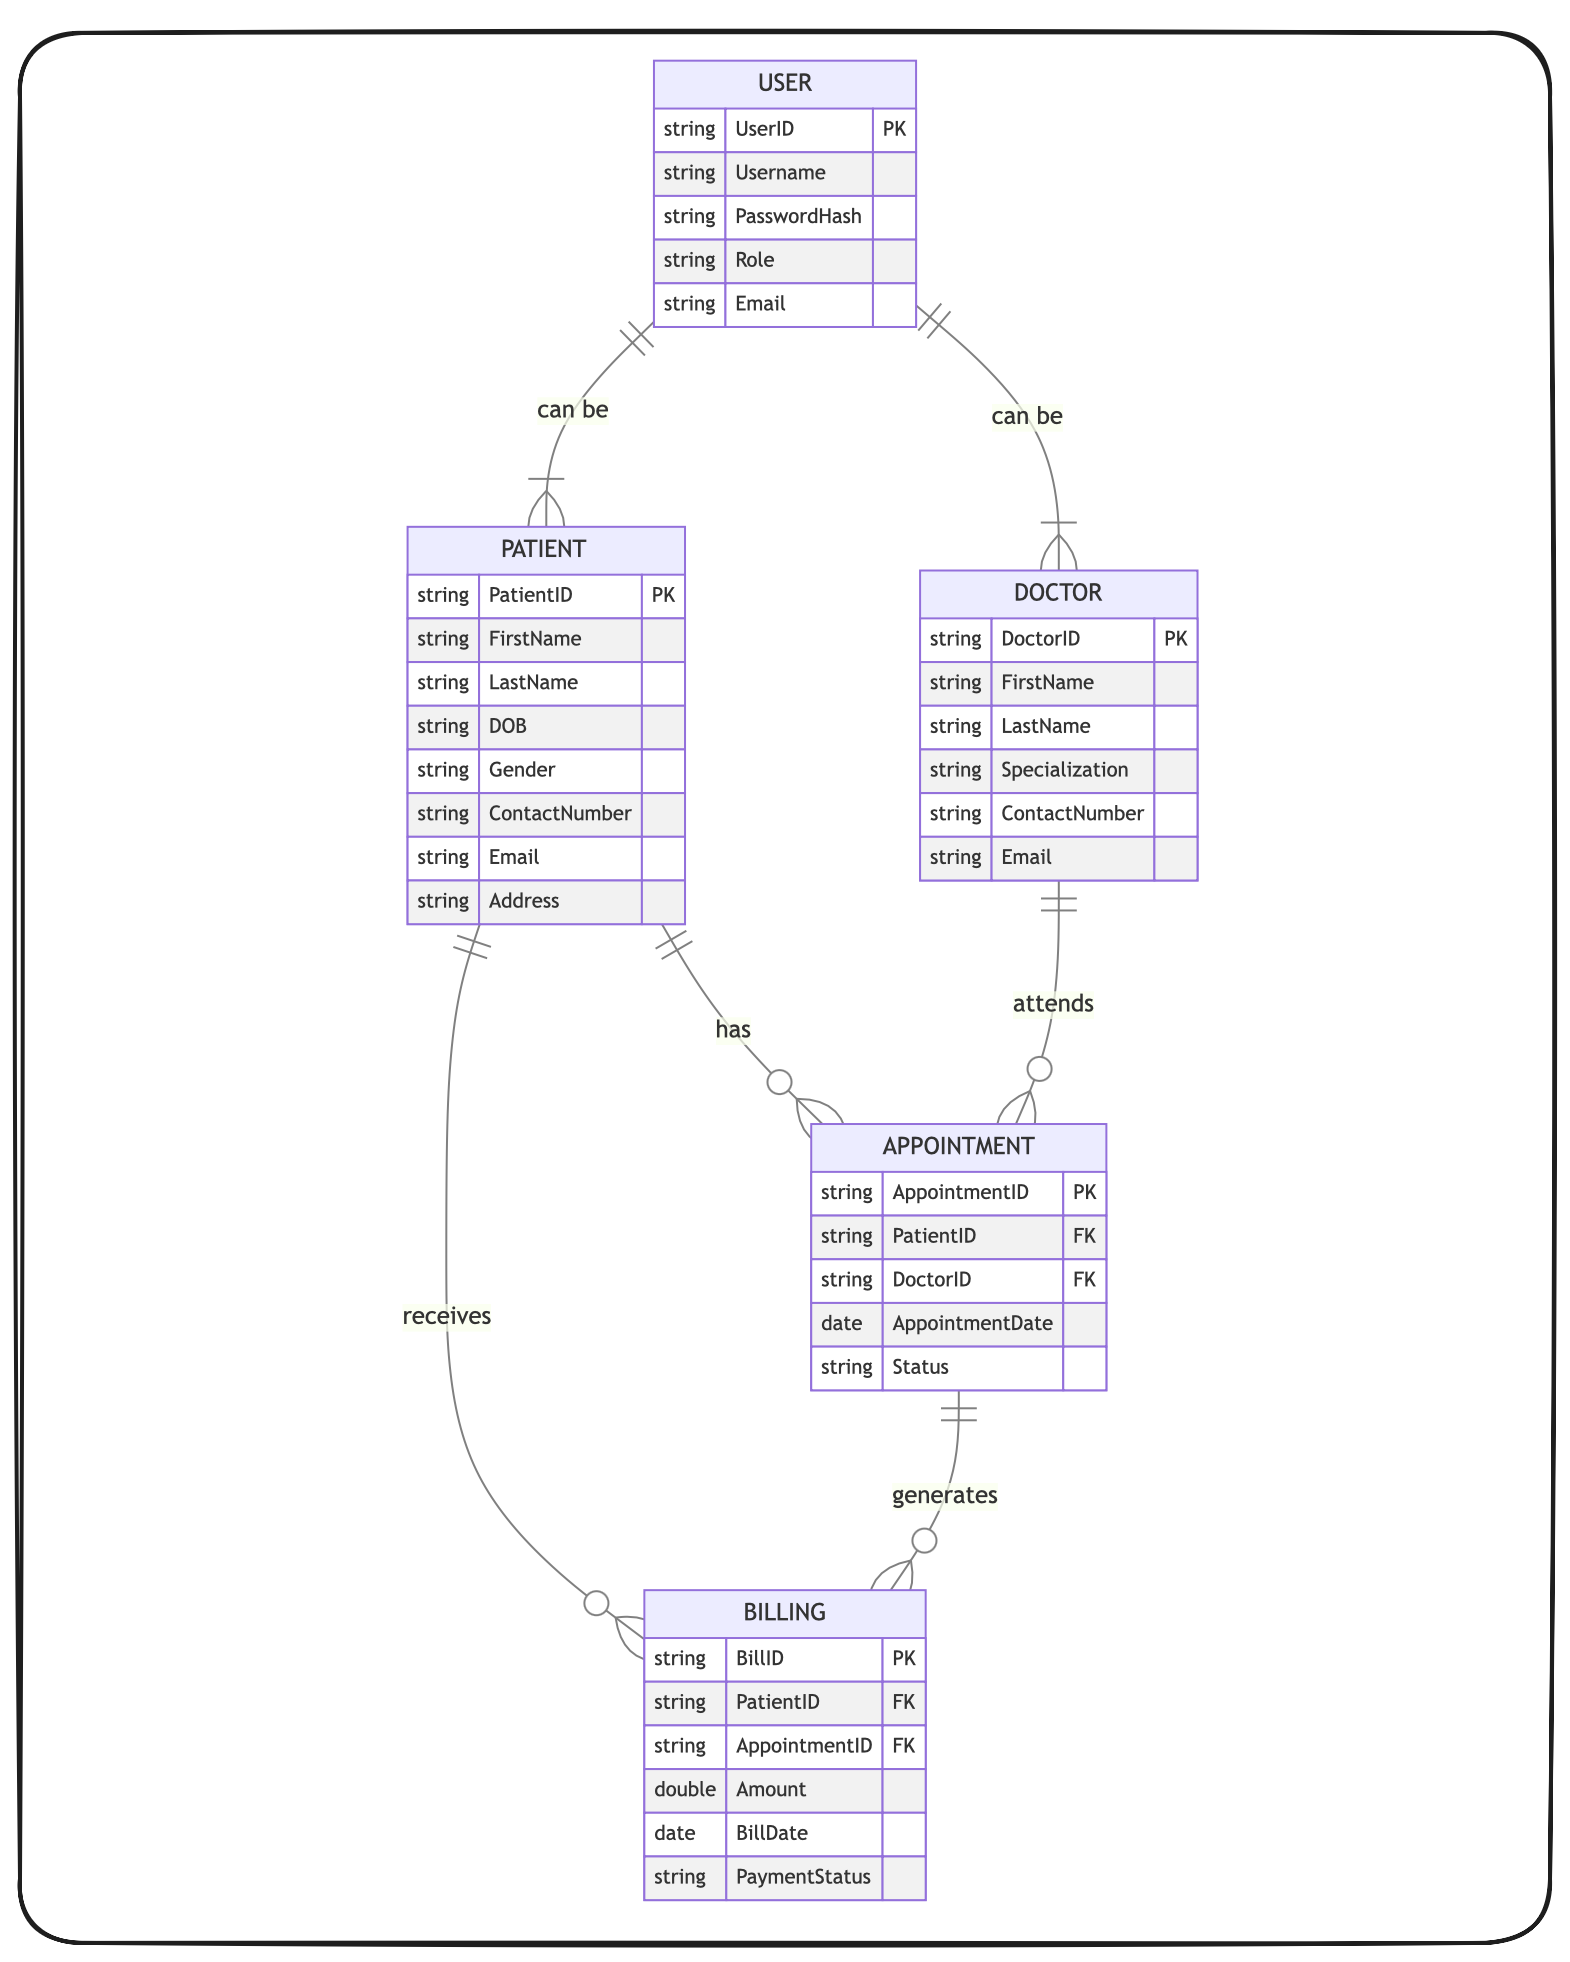 USER
string UserID PK
string Username
string PasswordHash
string Role
string Email
can be
can be
PATIENT
string PatientID PK
string FirstName
string LastName
string DOB
string Gender
string ContactNumber
string Email
string Address
DOCTOR
string DoctorID PK
string FirstName
string LastName
string Specialization
string ContactNumber
string Email
has
attends
APPOINTMENT
string AppointmentID PK
string PatientID FK
string DoctorID FK
date AppointmentDate
string Status
receives
generates
BILLING
string BillID PK
string PatientID FK
string AppointmentID FK
double Amount
date BillDate
string PaymentStatus